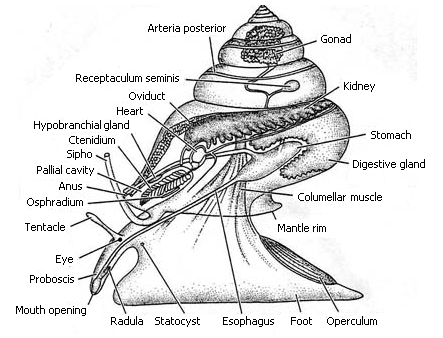 Arteria posterior
Gonad
Receptaculum seminis
Kidney
Oviduct
Heart
Hypobranchial gland
Stomach
Ctenidium
Sipho
Digestive gland
Pallial cavity
Anus
Columellar muscle
Osphradium
Tentacle
Mantle rim
Eye
Proboscis
Mouth opening
Radula
Statocyst
Esophagus
Foot
Operculum